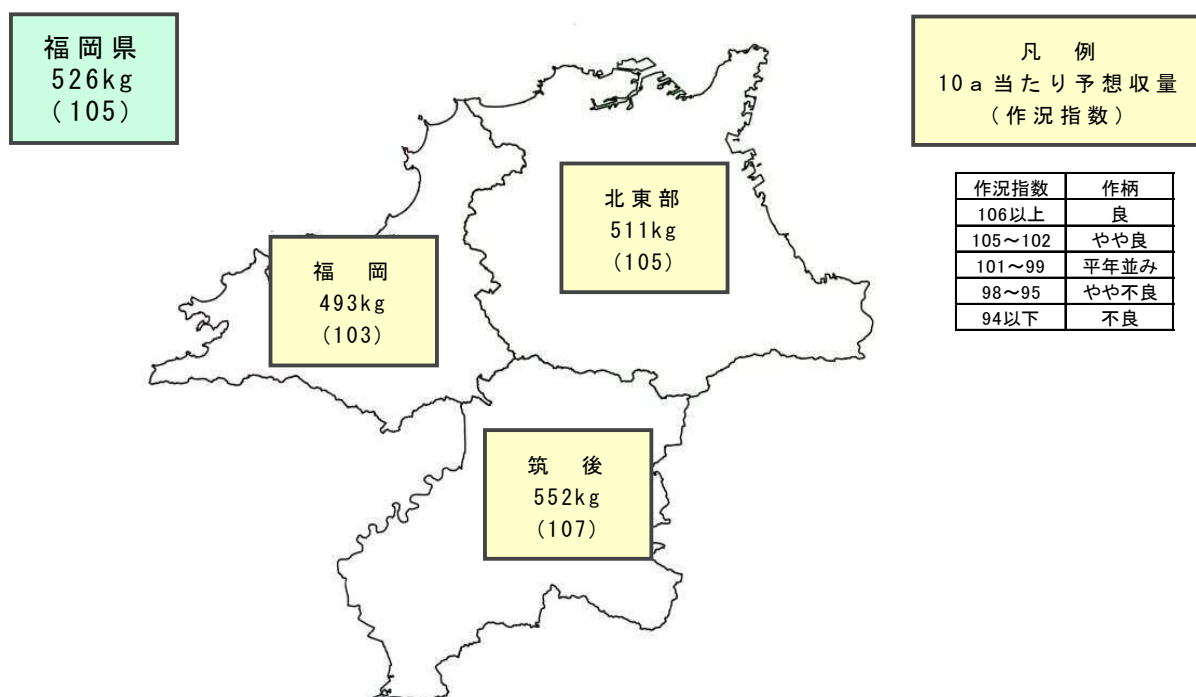 福岡県
526kg
(105)
凡　例
10a当たり予想収量
(作況指数)
作況指数 作柄
106以上 良
105～102 やや良
101～99 平年並み
98～95 やや不良
94以下 不良
北東部
511kg
(105)
福　岡
493kg
(103)
筑　後
552kg
(107)